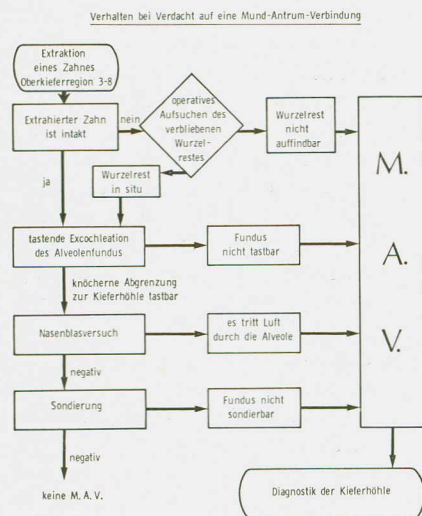 Verhalten bei Verdacht auf eine Mund-Antrum-Verbindung
Extraktion
eines Zahnes
Oberkieferregion 3-8
Extrahierter Zahn
ist intakt
nein
operatives
Aufsuchen des
verbliebenen
Wurzel-
restes
Wurzelrest
nicht
auffindbar
ja
Wurzelrest
in situ
tastende Excochleation
des Alveolenfundus
Fundus
nicht tastbar
knöcherne Abgrenzung
zur Kieferhöhle tastbar
Nasenblasversuch
es tritt Luft
durch die Alveole
negativ
Sondierung
Fundus nicht
sondierbar
negativ
keine M.A.V.
M.
A.
V.
Diagnostik der Kieferhöhle